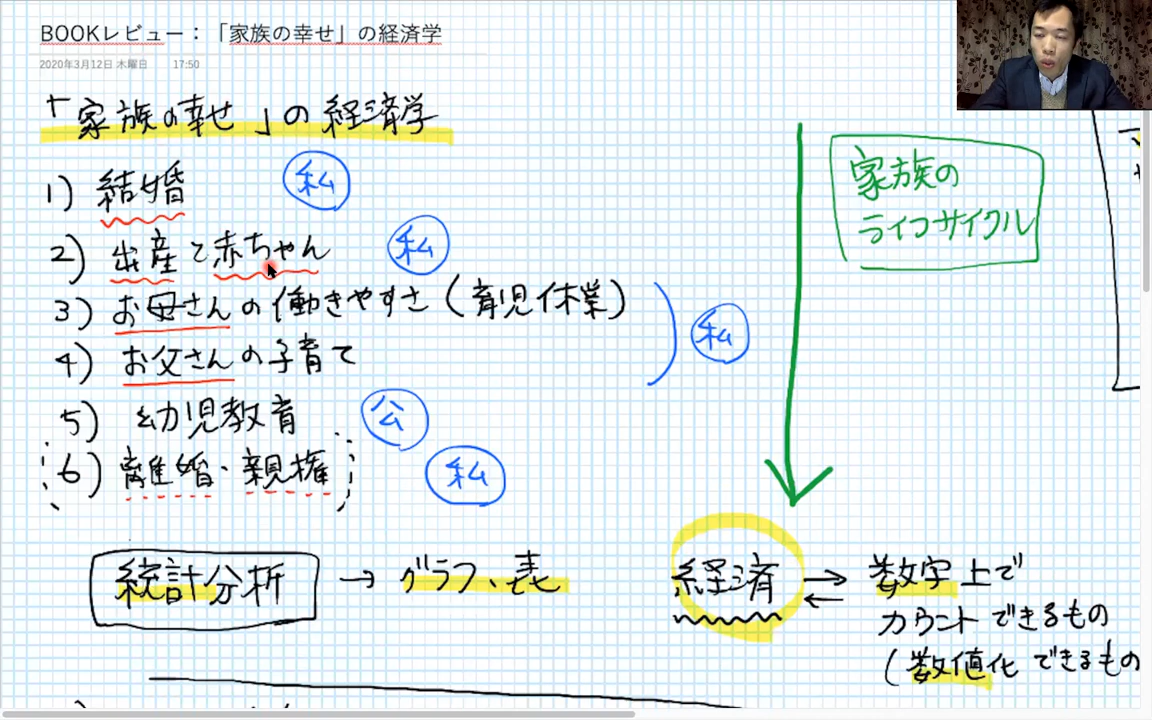 BOOKレビュー：「家族の幸せ」の経済学
2020年3月12日 木曜日 17:50
「家族の幸せ」の経済学
1) 結婚 私
2) 出産と赤ちゃん 私
3) お母さんの働きやすさ（育児休業）
4) お父さんの子育て
私
5) 幼児教育 公
6) 離婚・親権 私
家族の
ライフサイクル
統計分析 → グラフ、表
経済 ⇄ 数字上で
カウントできるもの
（数値化できるもの